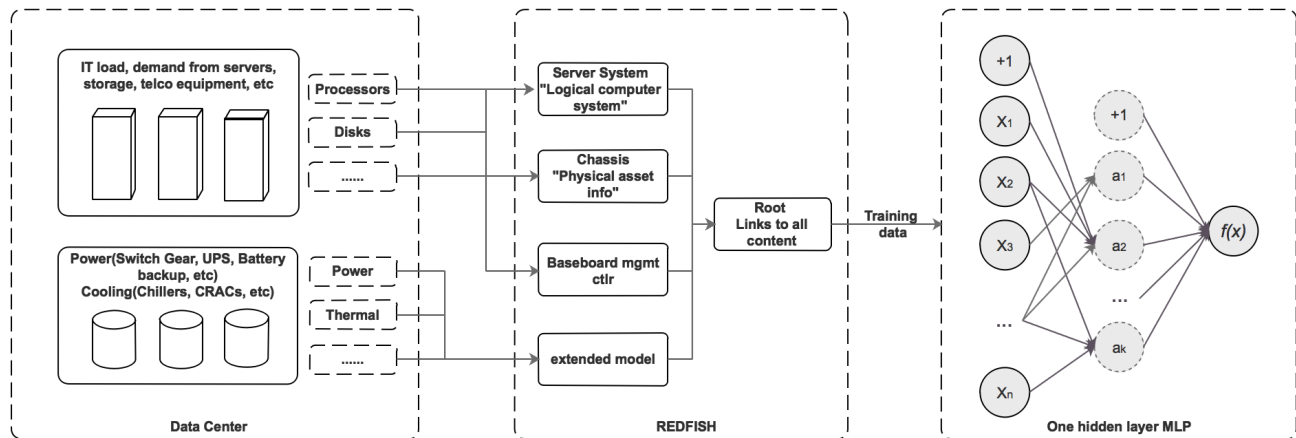 IT load, demand from servers,
storage, telco equipment, etc
Processors
Disks
......
Power(Switch Gear, UPS, Battery
backup, etc)
Cooling(Chillers, CRACs, etc)
Power
Thermal
......
Data Center
Server System
"Logical computer
system"
Chassis
"Physical asset
info"
Baseboard mgmt
ctlr
extended model
Root
Links to all
content
REDFISH
Training
data
+1
X1
X2
X3
...
Xn
+1
a1
a2
...
ak
f(x)
One hidden layer MLP